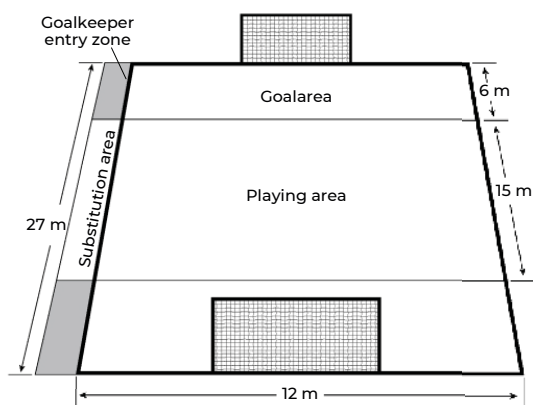 Goalkeeper
entry zone
Goalarea
6 m
Substitution area
Playing area
15 m
27 m
12 m